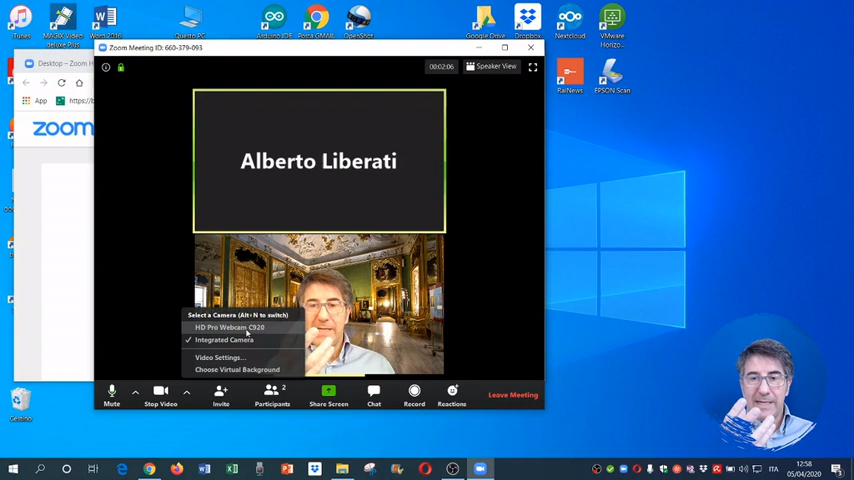 iTunes
MAGIX Video
deluxe Plus
Word 2016
Questo PC
Arduino IDE
Posta GMAIL
OpenShot
Google Drive
Dropbox
Nextcloud
VMware
Horizo...
RaiNews
EPSON Scan
Desktop – Zoom H
App
https://b
zoom
Zoom Meeting ID: 660-379-093
00:02:06
Speaker View
Alberto Liberati
Select a Camera (Alt+N to switch)
HD Pro Webcam C920
Integrated Camera
Video Settings...
Choose Virtual Background
2
Mute
Stop Video
Invite
Participants
Share Screen
Chat
Record
Reactions
Leave Meeting
Cestino
ITA
12:58
05/04/2020
3